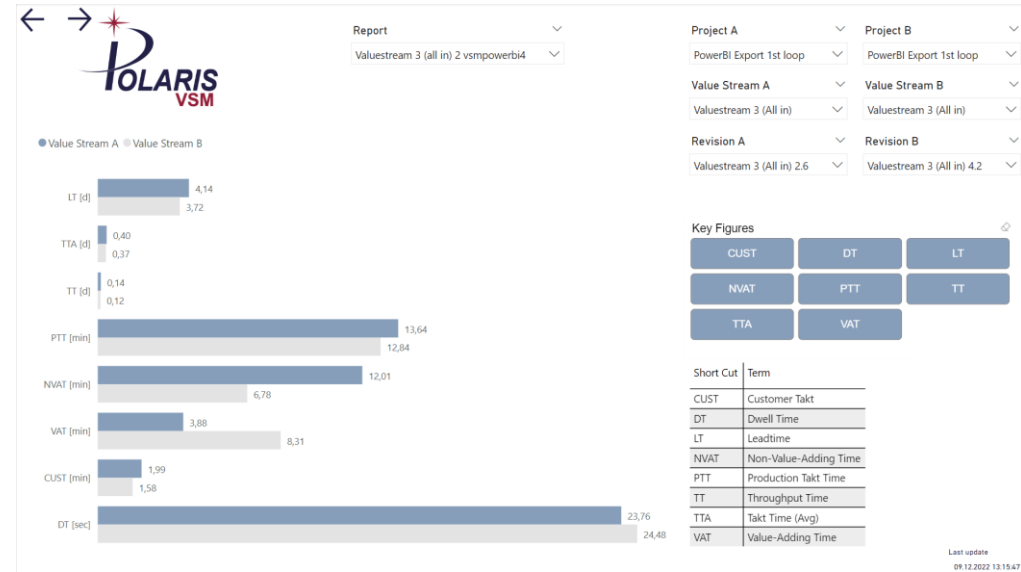 POLARIS
VSM
Report
Valuestream 3 (all in) 2 vsmpowerbi4
Project A
PowerBI Export 1st loop
Project B
PowerBI Export 1st loop
Value Stream A
Valuestream 3 (All in)
Value Stream B
Valuestream 3 (All in)
Revision A
Valuestream 3 (All in) 2.6
Revision B
Valuestream 3 (All in) 4.2
Value Stream A Value Stream B
LT [d]
4,14
3,72
TTA [d]
0,40
0,37
TT [d]
0,14
0,12
PTT [min]
13,64
12,84
NVAT [min]
12,01
6,78
VAT [min]
3,88
8,31
CUST [min]
1,99
1,58
DT [sec]
23,76
24,48
Key Figures
CUST DT LT
NVAT PTT TT
TTA VAT
Short Cut Term
CUST Customer Takt
DT Dwell Time
LT Leadtime
NVAT Non-Value-Adding Time
PTT Production Takt Time
TT Throughput Time
TTA Takt Time (Avg)
VAT Value-Adding Time
Last update
09.12.2022 13:15:47